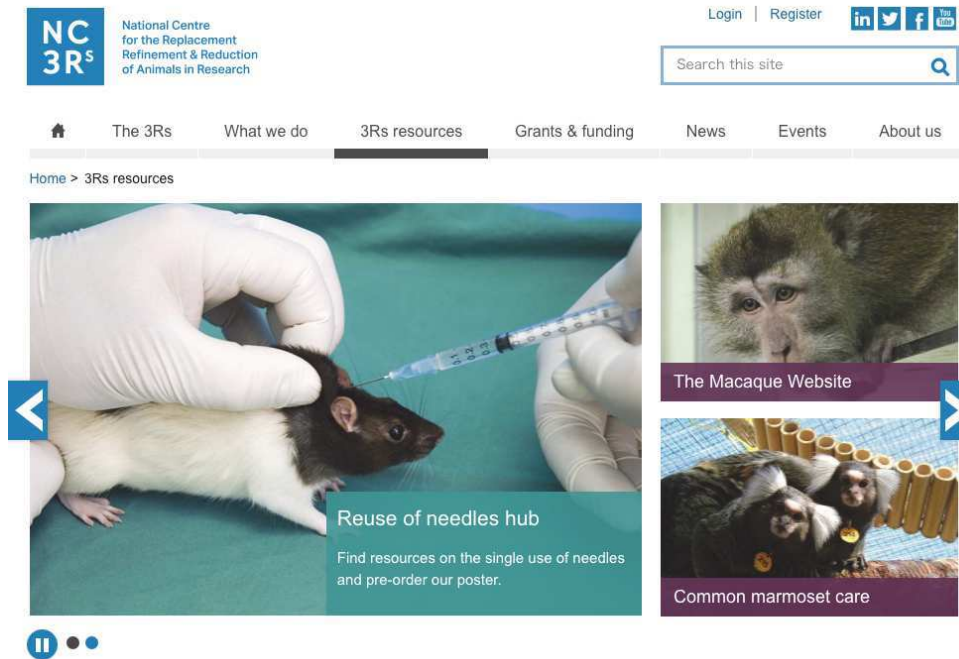 NC
3Rs
National Centre
for the Replacement
Refinement & Reduction
of Animals in Research
Login | Register
in
f
You
Tube
Search this site
The 3Rs
What we do
3Rs resources
Grants & funding
News
Events
About us
Home > 3Rs resources
The Macaque Website
Reuse of needles hub
Find resources on the single use of needles
and pre-order our poster.
Common marmoset care